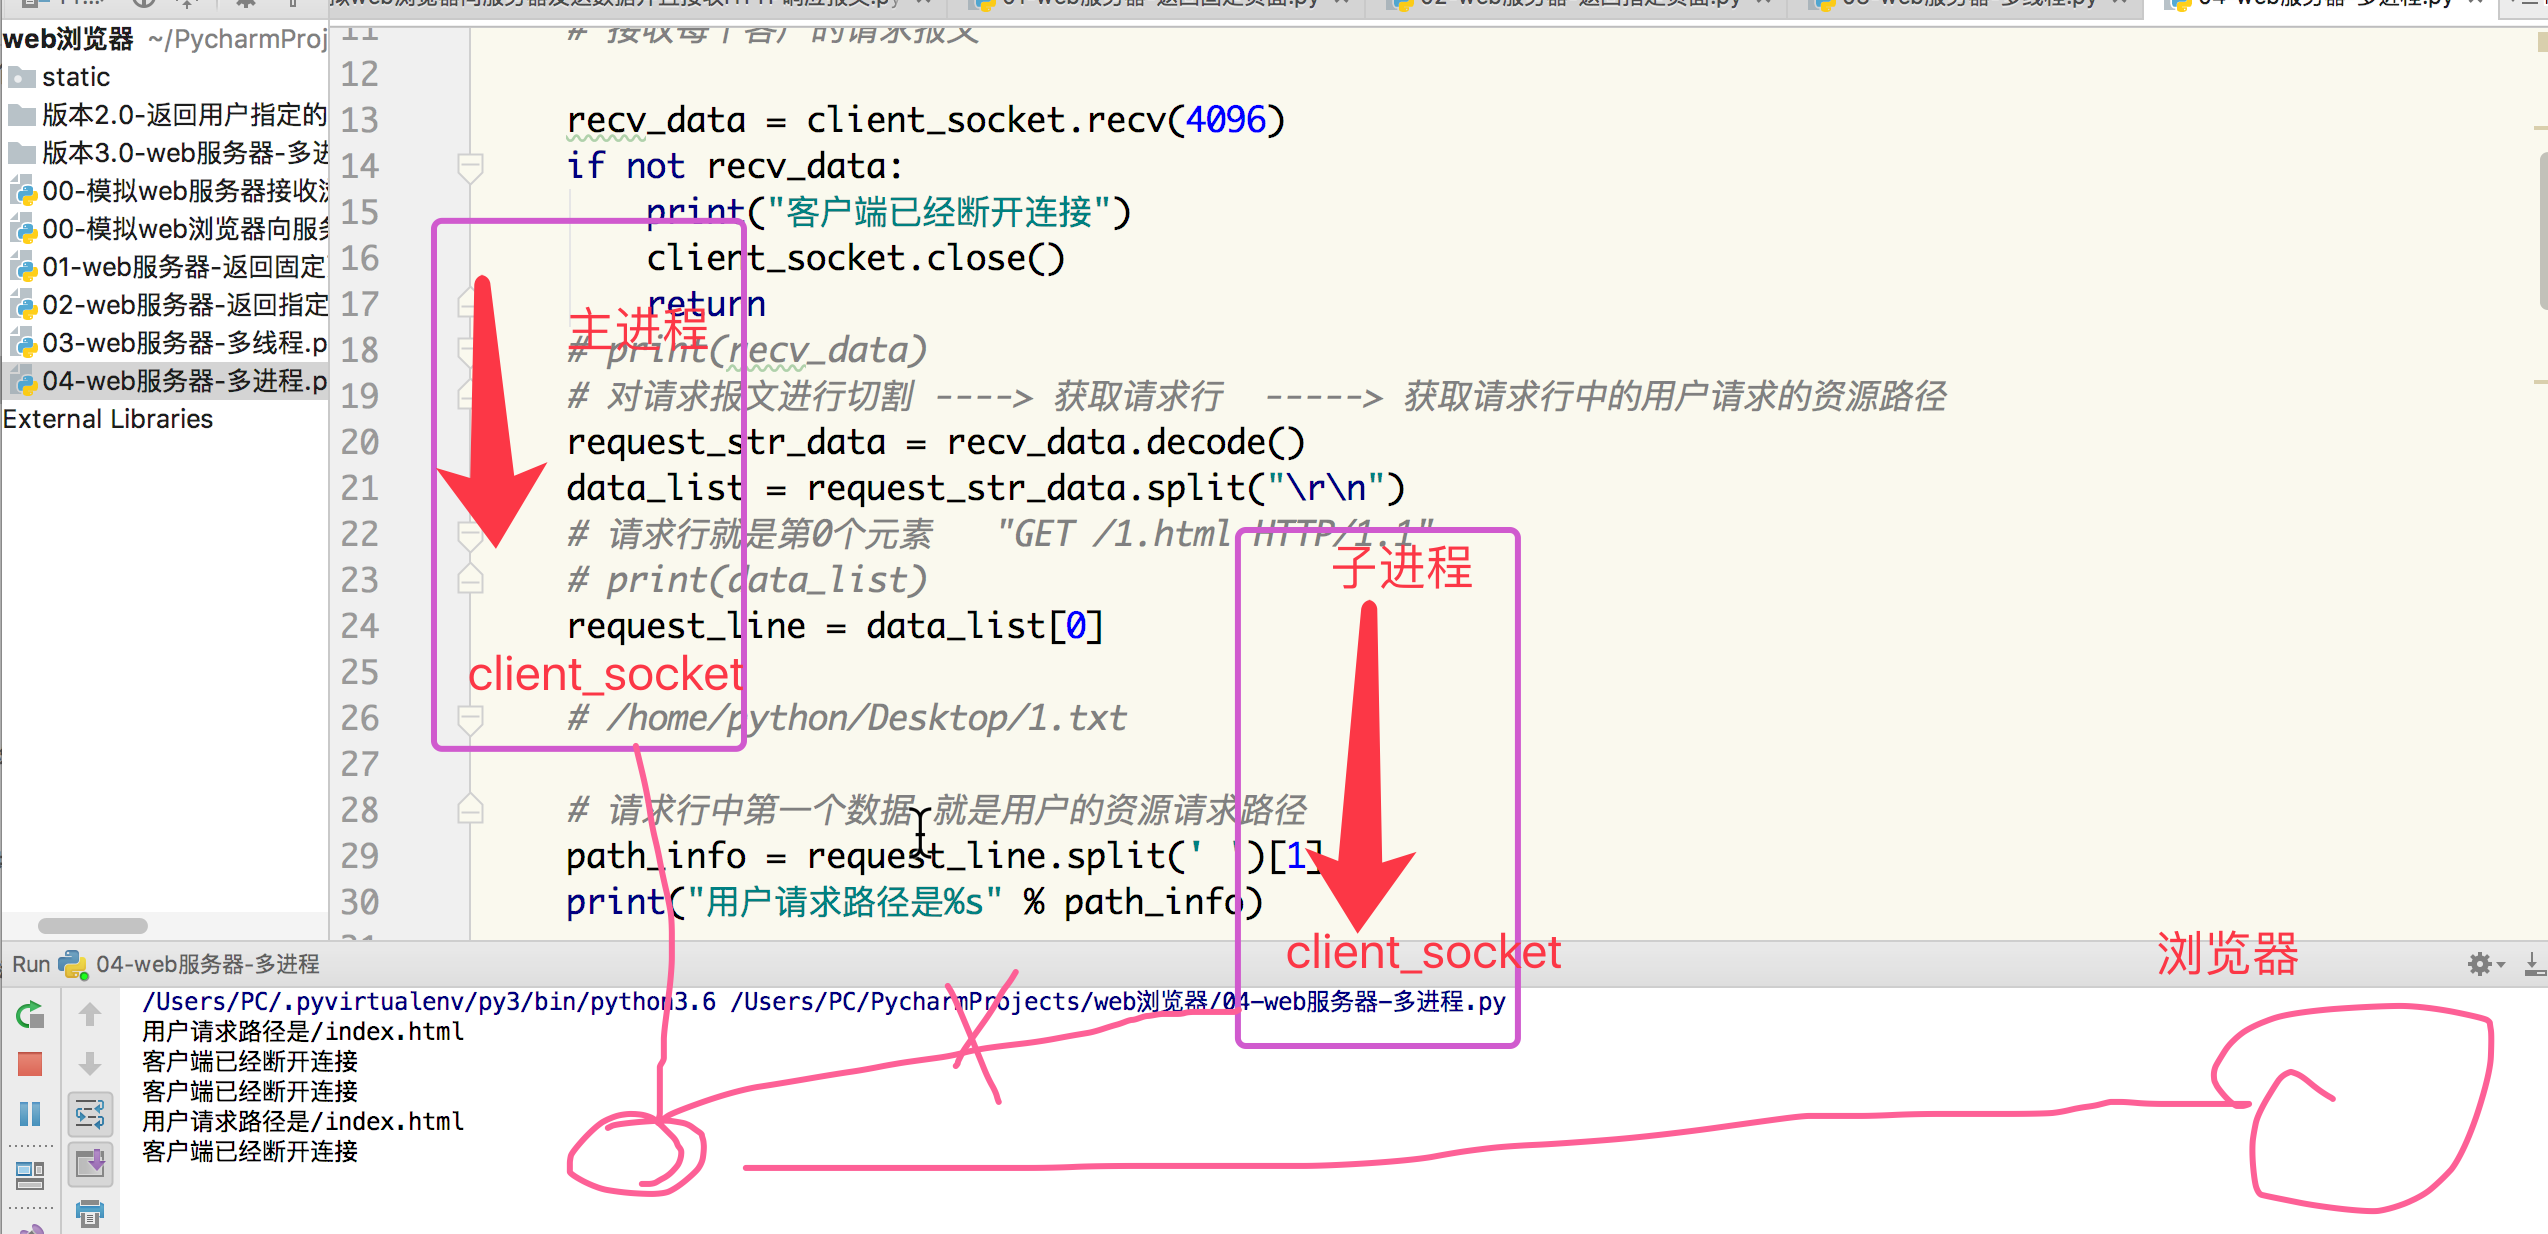 web浏览器 ~/PycharmProj
static
版本2.0-返回用户指定的
版本3.0-web服务器-多进
00-模拟web服务器接收
00-模拟web浏览器向服务
01-web服务器-返回固定
02-web服务器-返回指定
03-web服务器-多线程.p
04-web服务器-多进程.p
External Libraries
11 # 接收每个客户的请求报文
12
13 recv_data = client_socket.recv(4096)
14 if not recv_data:
15 print("客户端已经断开连接")
16 client_socket.close()
17 return
主进程
18 # print(recv_data)
19 # 对请求报文进行切割 ----> 获取请求行 -----> 获取请求行中的用户请求的资源路径
20 request_str_data = recv_data.decode()
21 data_list = request_str_data.split("\r\n")
22 # 请求行就是第0个元素 "GET /1.html HTTP/1.1"
子进程
23 # print(data_list)
24 request_line = data_list[0]
25
client_socket
26 # /home/python/Desktop/1.txt
27
28 # 请求行中第一个数据 就是用户的资源请求路径
29 path_info = request_line.split(' ')[1]
30 print("用户请求路径是%s" % path_info)
client_socket
浏览器
Run 04-web服务器-多进程
/Users/PC/.pyvirtualenv/py3/bin/python3.6 /Users/PC/PycharmProjects/web浏览器/04-web服务器-多进程.py
用户请求路径是/index.html
客户端已经断开连接
客户端已经断开连接
用户请求路径是/index.html
客户端已经断开连接